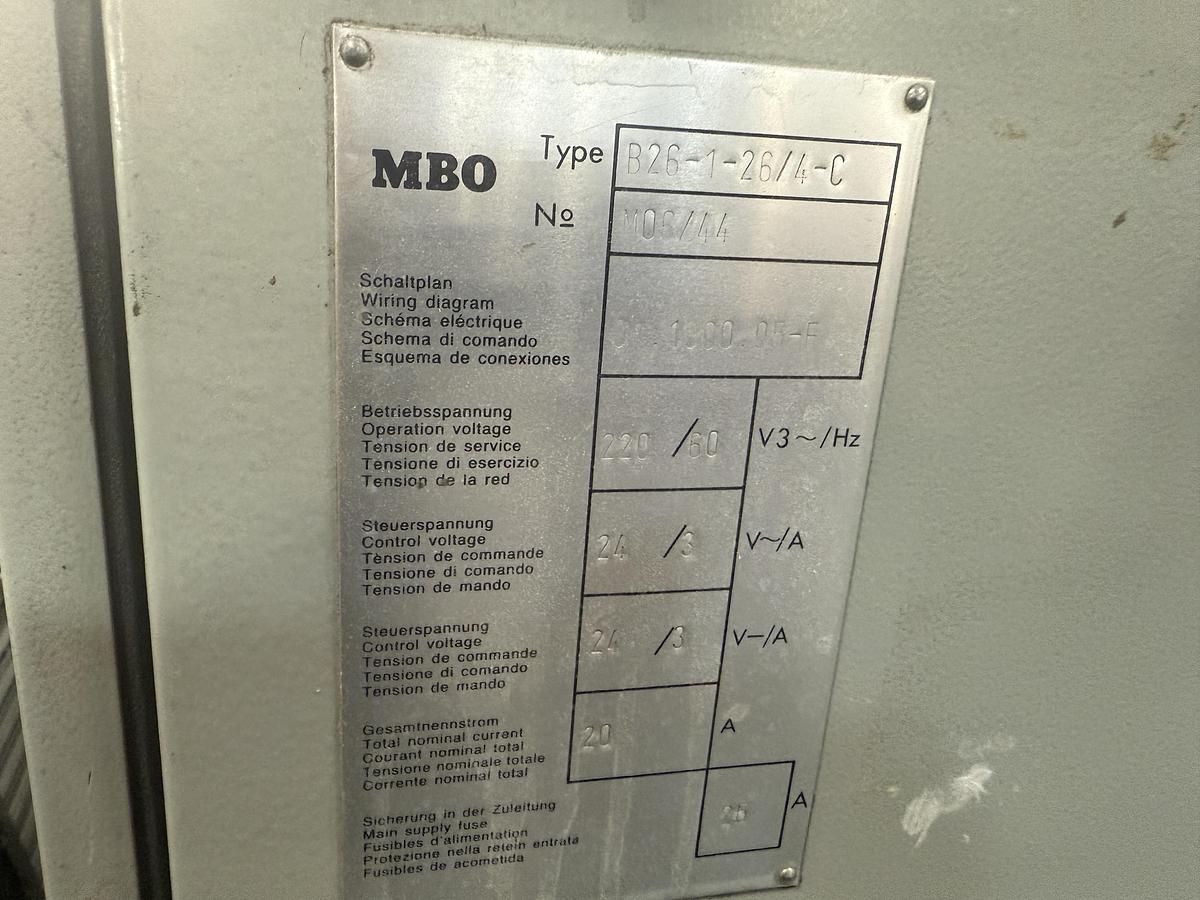 MBO
Type B26-1-26/4-C
No M08/44
Schaltplan
Wiring diagram
Schéma eléctrique
Schema di comando
Esquema de conexiones
Betriebsspannung
Operation voltage
Tension de service
Tensione di esercizio
Tension de la red
220 /60 V3~/Hz
Steuerspannung
Control voltage
Tènsion de commande
Tensione di comando
Tension de mando
24 /3 V~/A
Steuerspannung
Control voltage
Tension de commande
Tensione di comando
Tension de mando
24 /3 V–/A
Gesamtnennstrom
Total nominal current
Courant nominal total
Tensione nominale totale
Corrente nominal total
20 A
Sicherung in der Zuleitung
Main supply fuse
Fusibles d'alimentation
Protezione nella retein entrata
Fusibles de acometida
A